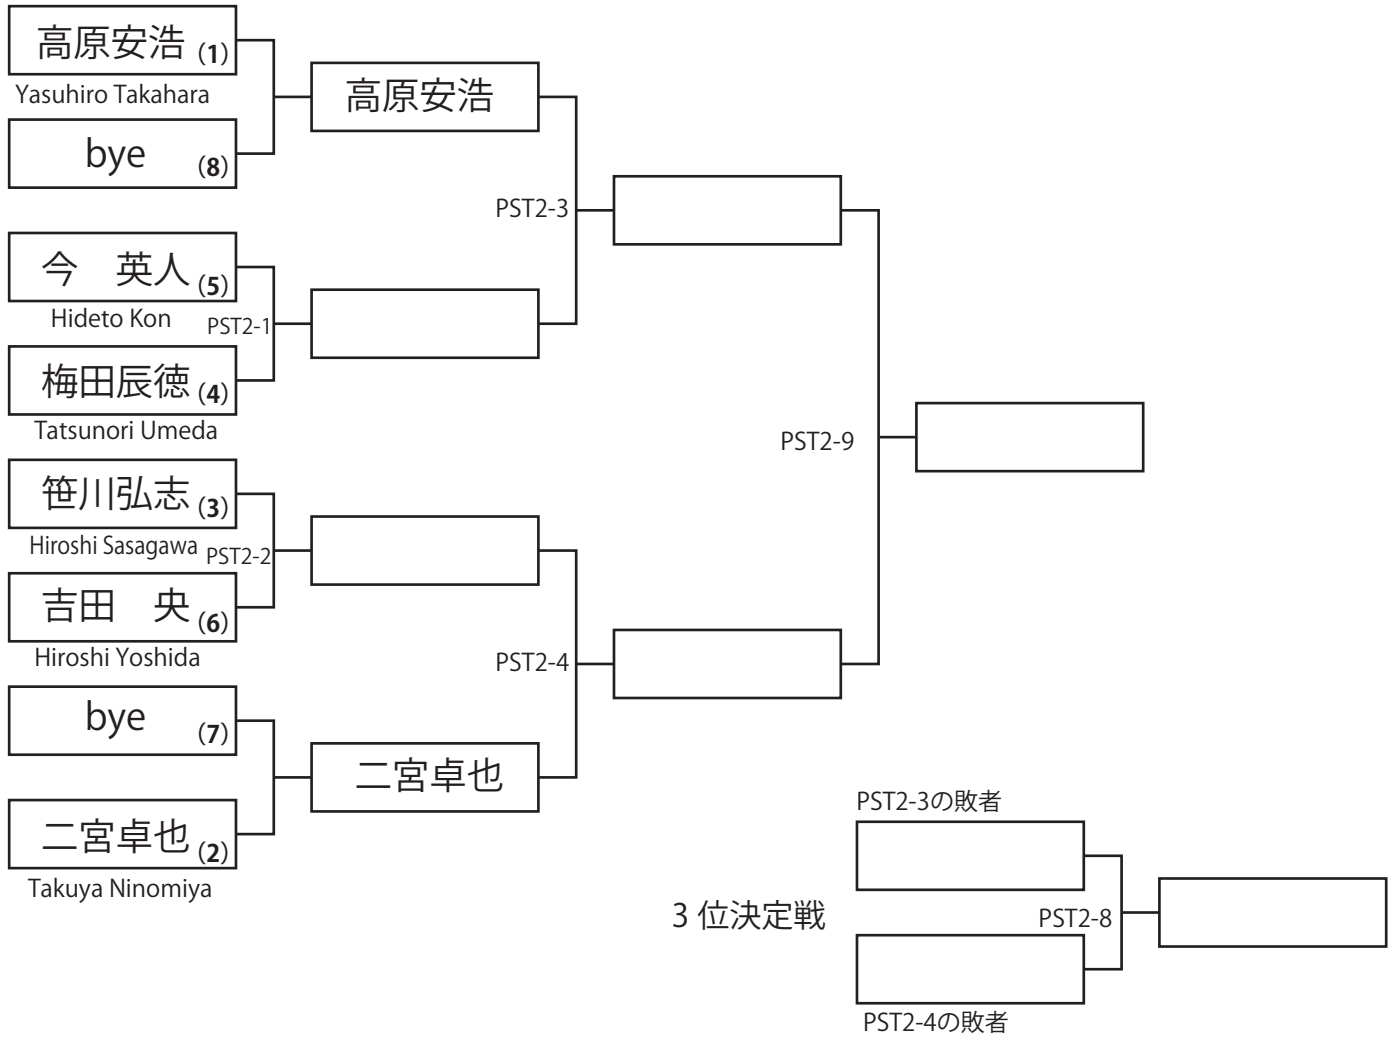 高原安浩 (1)
Yasuhiro Takahara
bye (8)
高原安浩
PST2-3
今　英人 (5)
Hideto Kon
PST2-1
梅田辰徳 (4)
Tatsunori Umeda
笹川弘志 (3)
Hiroshi Sasagawa
PST2-2
吉田　央 (6)
Hiroshi Yoshida
bye (7)
二宮卓也 (2)
Takuya Ninomiya
二宮卓也
PST2-4
PST2-9
3 位決定戦
PST2-3の敗者
PST2-8
PST2-4の敗者